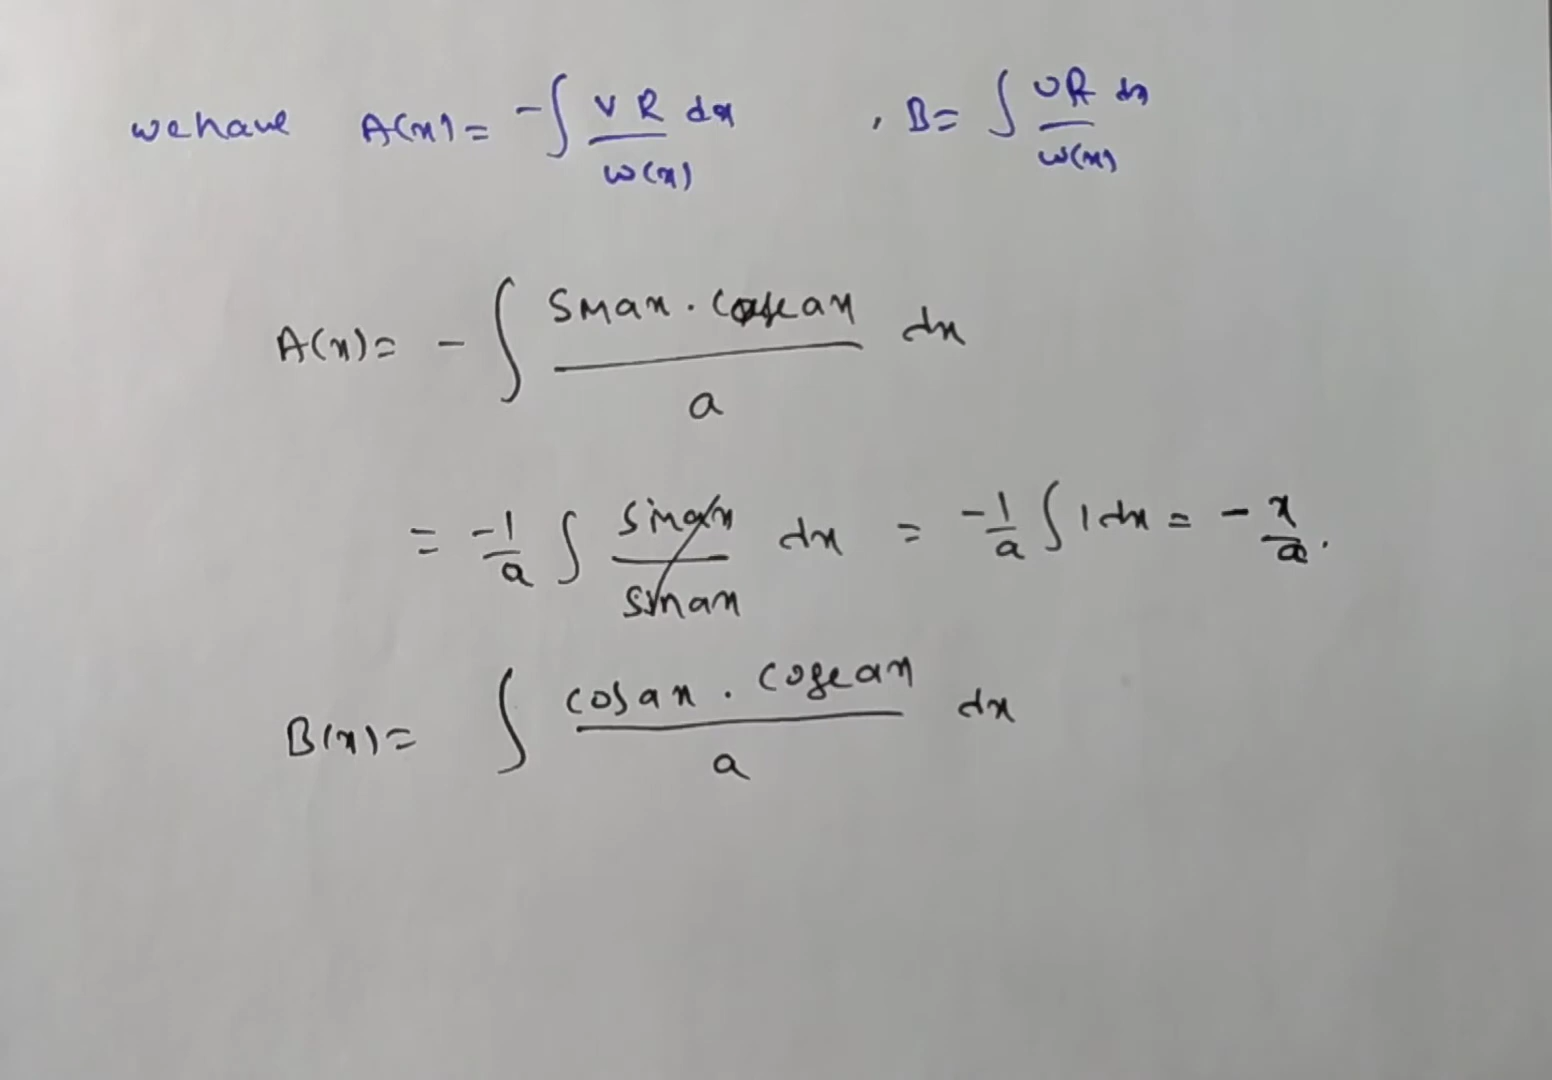 we have A(x) = -∫ VR dx / w(x) , B = ∫ UR dx / w(x)
A(x) = - ∫ sin ax . cosec ax / a dx
= -1/a ∫ sin ax / sin ax dx = -1/a ∫ 1 dx = - x/a .
B(x) = ∫ cos ax . cosec ax / a dx